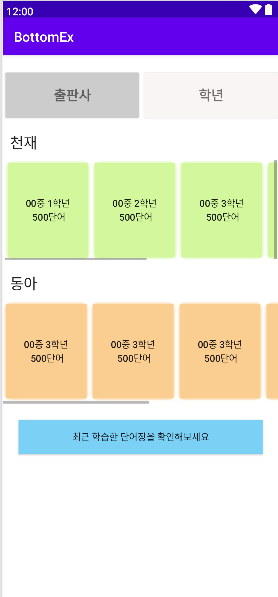 12:00
BottomEx
출판사 학년
천재
00중 1학년 00중 2학년 00중 3학년
500단어 500단어 500단어
동아
00중 3학년 00중 3학년 00중 3학년
500단어 500단어 500단어
최근 학습한 단어장을 확인해보세요